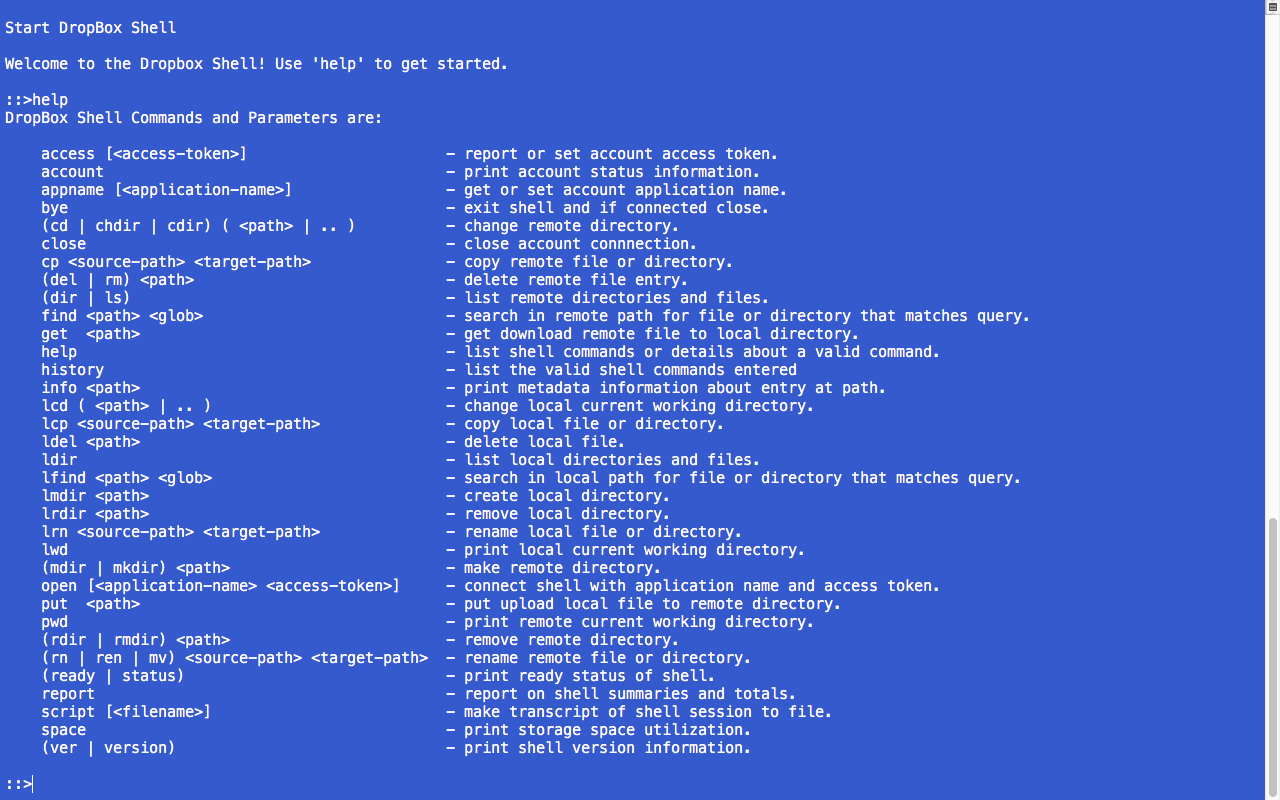 Start DropBox Shell
Welcome to the Dropbox Shell! Use 'help' to get started.
::>help
DropBox Shell Commands and Parameters are:
access [<access-token>] – report or set account access token.
account – print account status information.
appname [<application-name>] – get or set account application name.
bye – exit shell and if connected close.
(cd | chdir | cdir) ( <path> | .. ) – change remote directory.
close – close account connnection.
cp <source-path> <target-path> – copy remote file or directory.
(del | rm) <path> – delete remote file entry.
(dir | ls) – list remote directories and files.
find <path> <glob> – search in remote path for file or directory that matches query.
get  <path> – get download remote file to local directory.
help – list shell commands or details about a valid command.
history – list the valid shell commands entered
info <path> – print metadata information about entry at path.
lcd ( <path> | .. ) – change local current working directory.
lcp <source-path> <target-path> – copy local file or directory.
ldel <path> – delete local file.
ldir – list local directories and files.
lfind <path> <glob> – search in local path for file or directory that matches query.
lmdir <path> – create local directory.
lrdir <path> – remove local directory.
lrn <source-path> <target-path> – rename local file or directory.
lwd – print local current working directory.
(mdir | mkdir) <path> – make remote directory.
open [<application-name> <access-token>] – connect shell with application name and access token.
put  <path> – put upload local file to remote directory.
pwd – print remote current working directory.
(rdir | rmdir) <path> – remove remote directory.
(rn | ren | mv) <source-path> <target-path> – rename remote file or directory.
(ready | status) – print ready status of shell.
report – report on shell summaries and totals.
script [<filename>] – make transcript of shell session to file.
space – print storage space utilization.
(ver | version) – print shell version information.
::>